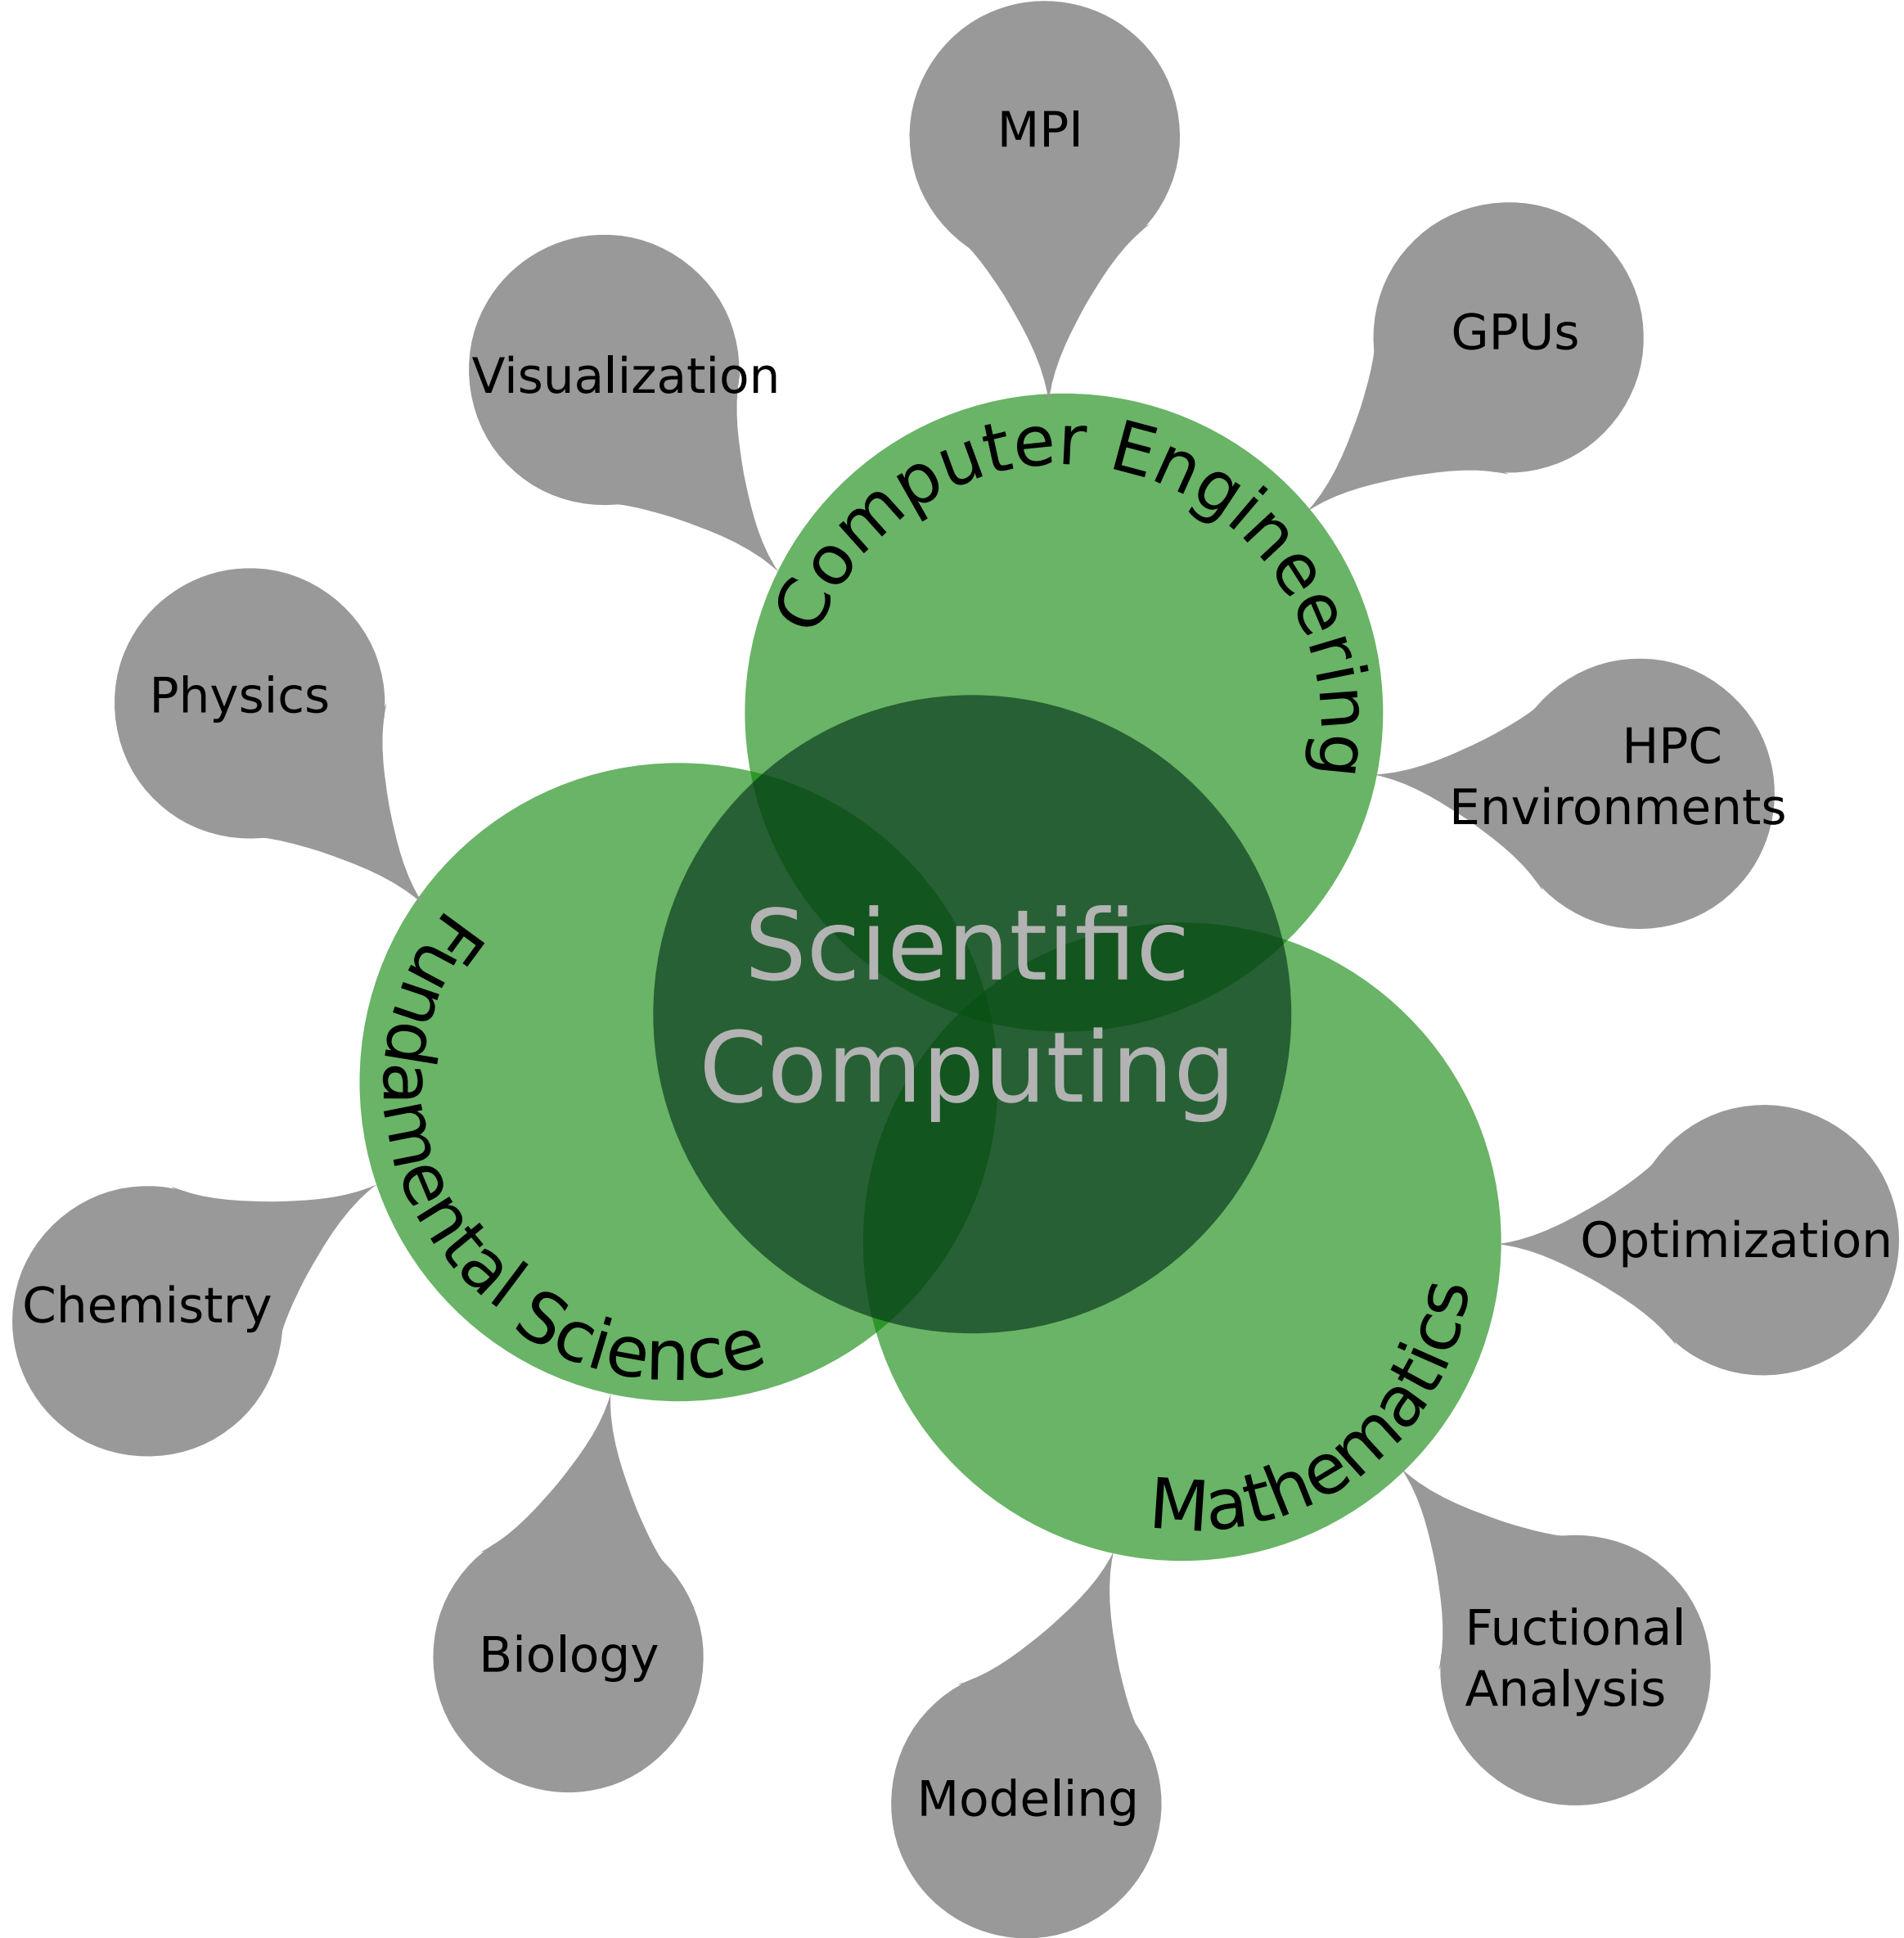 MPI
GPUs
Visualization
Computer Engineering
Physics
HPC
Environments
Scientific
Computing
Fundamental Science
Chemistry
Optimization
Mathematics
Biology
Fuctional
Analysis
Modeling